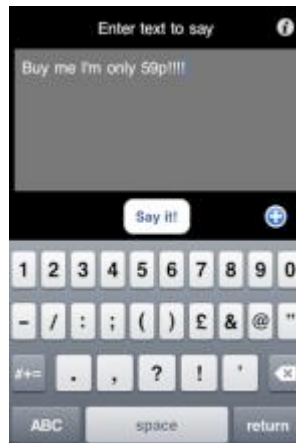 Enter text to say
Buy me I'm only 59p!!!!
Say it!
1 2 3 4 5 6 7 8 9 0
- / : ; ( ) £ & @ "
#+= . , ? ! '
ABC space return